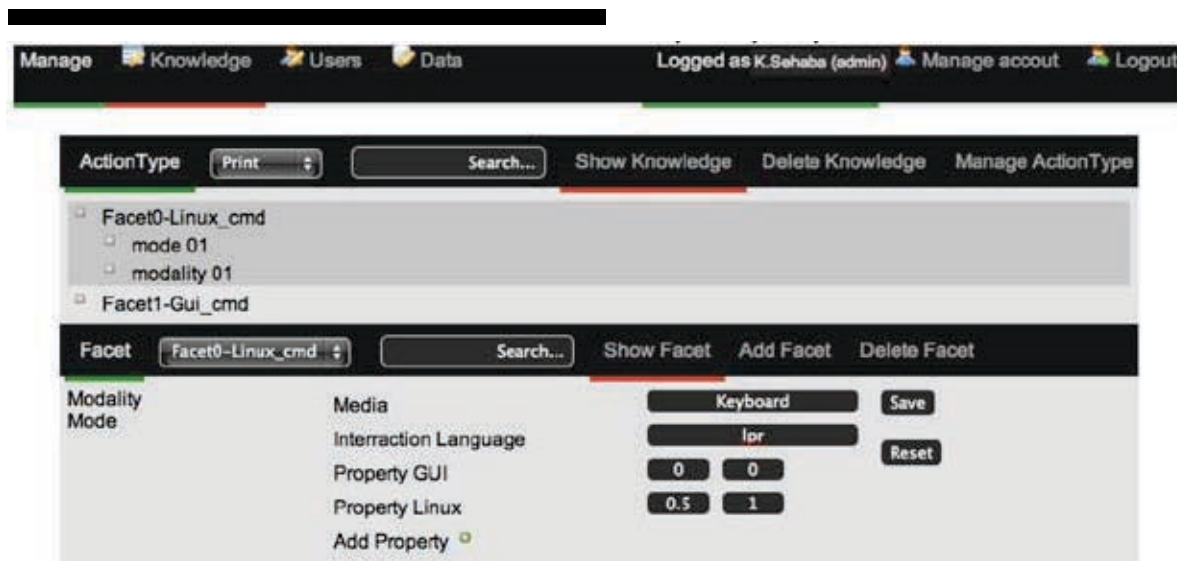 Manage Knowledge Users Data Logged as K.Sehaba (admin) Manage accout Logout
ActionType Print Search... Show Knowledge Delete Knowledge Manage ActionType
Facet0-Linux_cmd
mode 01
modality 01
Facet1-Gui_cmd
Facet Facet0-Linux_cmd Search... Show Facet Add Facet Delete Facet
Modality Media Keyboard Save
Mode
Interraction Language lpr
Reset
Property GUI 0 0
Property Linux 0.5 1
Add Property